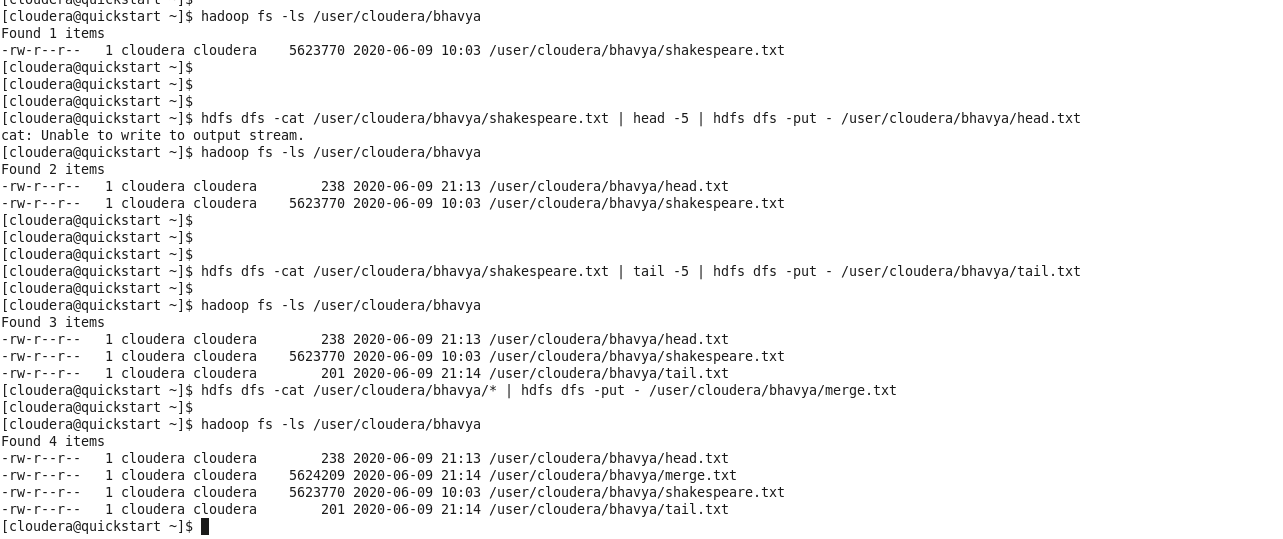 [cloudera@quickstart ~]$
[cloudera@quickstart ~]$ hadoop fs -ls /user/cloudera/bhavya
Found 1 items
-rw-r--r--   1 cloudera cloudera    5623770 2020-06-09 10:03 /user/cloudera/bhavya/shakespeare.txt
[cloudera@quickstart ~]$
[cloudera@quickstart ~]$
[cloudera@quickstart ~]$
[cloudera@quickstart ~]$ hdfs dfs -cat /user/cloudera/bhavya/shakespeare.txt | head -5 | hdfs dfs -put - /user/cloudera/bhavya/head.txt
cat: Unable to write to output stream.
[cloudera@quickstart ~]$ hadoop fs -ls /user/cloudera/bhavya
Found 2 items
-rw-r--r--   1 cloudera cloudera        238 2020-06-09 21:13 /user/cloudera/bhavya/head.txt
-rw-r--r--   1 cloudera cloudera    5623770 2020-06-09 10:03 /user/cloudera/bhavya/shakespeare.txt
[cloudera@quickstart ~]$
[cloudera@quickstart ~]$
[cloudera@quickstart ~]$
[cloudera@quickstart ~]$ hdfs dfs -cat /user/cloudera/bhavya/shakespeare.txt | tail -5 | hdfs dfs -put - /user/cloudera/bhavya/tail.txt
[cloudera@quickstart ~]$
[cloudera@quickstart ~]$ hadoop fs -ls /user/cloudera/bhavya
Found 3 items
-rw-r--r--   1 cloudera cloudera        238 2020-06-09 21:13 /user/cloudera/bhavya/head.txt
-rw-r--r--   1 cloudera cloudera    5623770 2020-06-09 10:03 /user/cloudera/bhavya/shakespeare.txt
-rw-r--r--   1 cloudera cloudera        201 2020-06-09 21:14 /user/cloudera/bhavya/tail.txt
[cloudera@quickstart ~]$ hdfs dfs -cat /user/cloudera/bhavya/* | hdfs dfs -put - /user/cloudera/bhavya/merge.txt
[cloudera@quickstart ~]$
[cloudera@quickstart ~]$ hadoop fs -ls /user/cloudera/bhavya
Found 4 items
-rw-r--r--   1 cloudera cloudera        238 2020-06-09 21:13 /user/cloudera/bhavya/head.txt
-rw-r--r--   1 cloudera cloudera    5624209 2020-06-09 21:14 /user/cloudera/bhavya/merge.txt
-rw-r--r--   1 cloudera cloudera    5623770 2020-06-09 10:03 /user/cloudera/bhavya/shakespeare.txt
-rw-r--r--   1 cloudera cloudera        201 2020-06-09 21:14 /user/cloudera/bhavya/tail.txt
[cloudera@quickstart ~]$